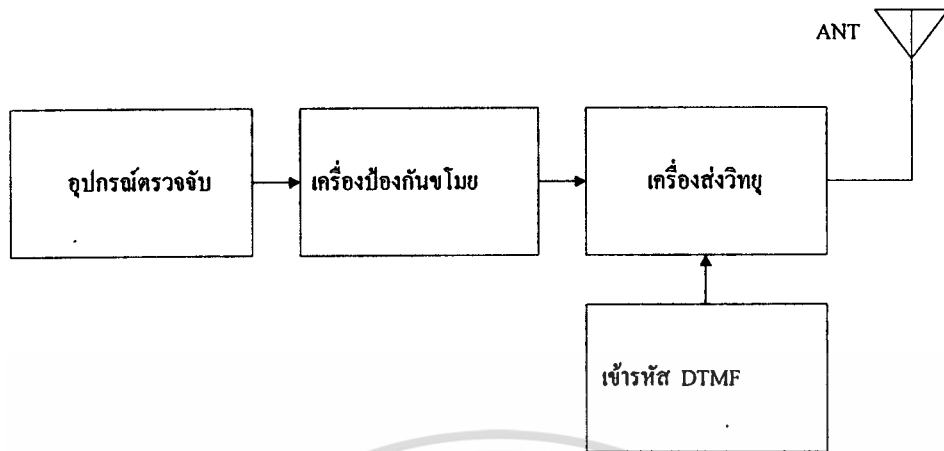 ANT
อุปกรณ์ตรวจจับ
เครื่องป้องกันขโมย
เครื่องส่งวิทยุ
เข้ารหัส DTMF